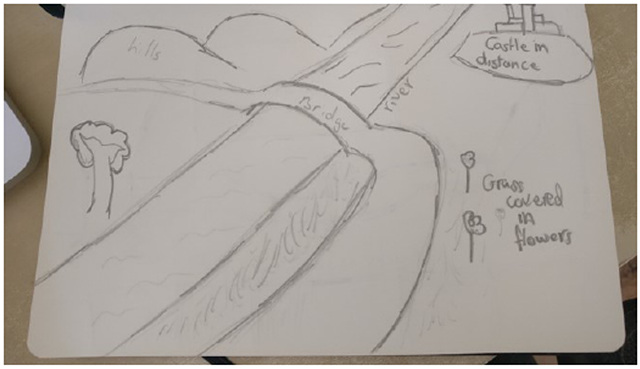 hills
Castle in
distance
river
Bridge
Grass
covered
in
flowers